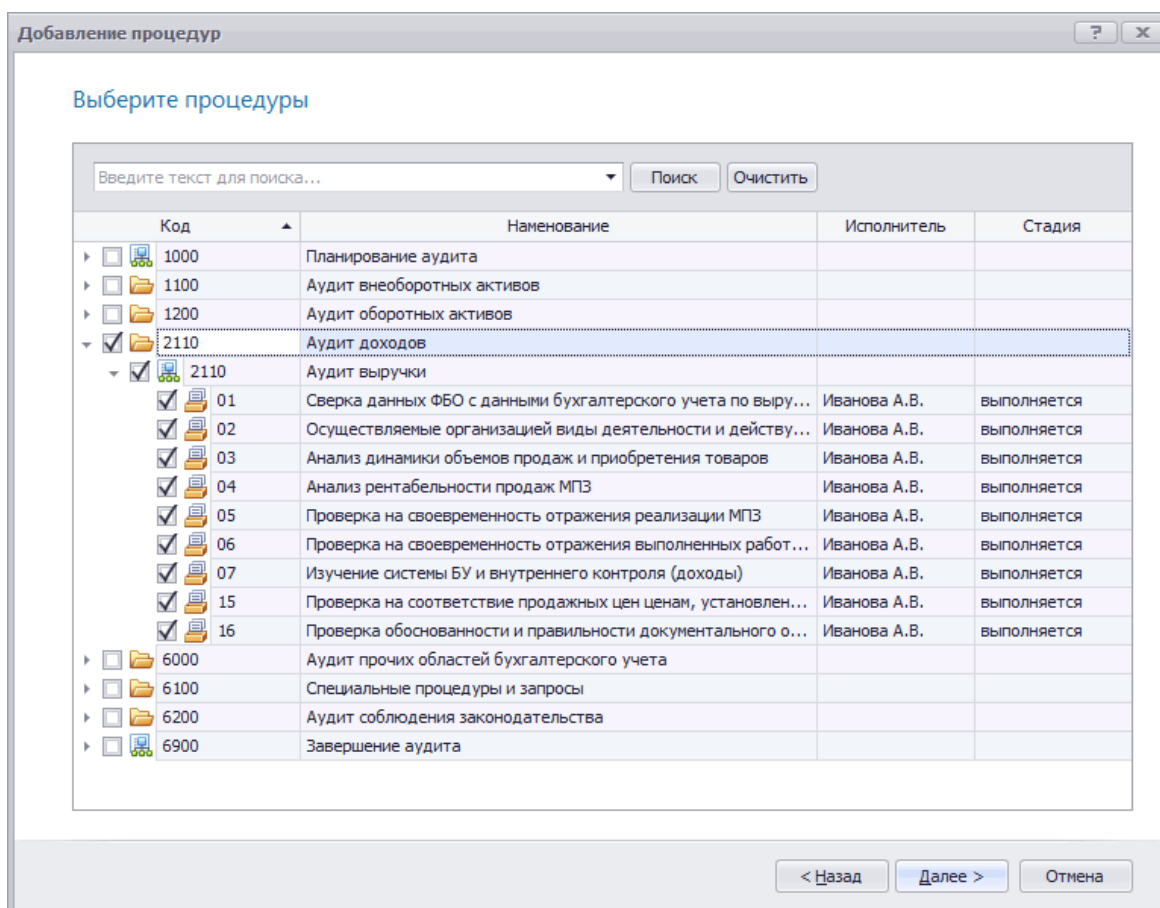 Добавление процедур
Выберите процедуры
Введите текст для поиска... Поиск Очистить
Код Наменование Исполнитель Стадия
1000 Планирование аудита
1100 Аудит внеоборотных активов
1200 Аудит оборотных активов
2110 Аудит доходов
2110 Аудит выручки
01 Сверка данных ФБО с данными бухгалтерского учета по выру... Иванова А.В. выполняется
02 Осуществляемые организацией виды деятельности и действу... Иванова А.В. выполняется
03 Анализ динамики объемов продаж и приобретения товаров Иванова А.В. выполняется
04 Анализ рентабельности продаж МПЗ Иванова А.В. выполняется
05 Проверка на своевременность отражения реализации МПЗ Иванова А.В. выполняется
06 Проверка на своевременность отражения выполненных работ... Иванова А.В. выполняется
07 Изучение системы БУ и внутреннего контроля (доходы) Иванова А.В. выполняется
15 Проверка на соответствие продажных цен ценам, установлен... Иванова А.В. выполняется
16 Проверка обоснованности и правильности документального о... Иванова А.В. выполняется
6000 Аудит прочих областей бухгалтерского учета
6100 Специальные процедуры и запросы
6200 Аудит соблюдения законодательства
6900 Завершение аудита
< Назад Далее > Отмена